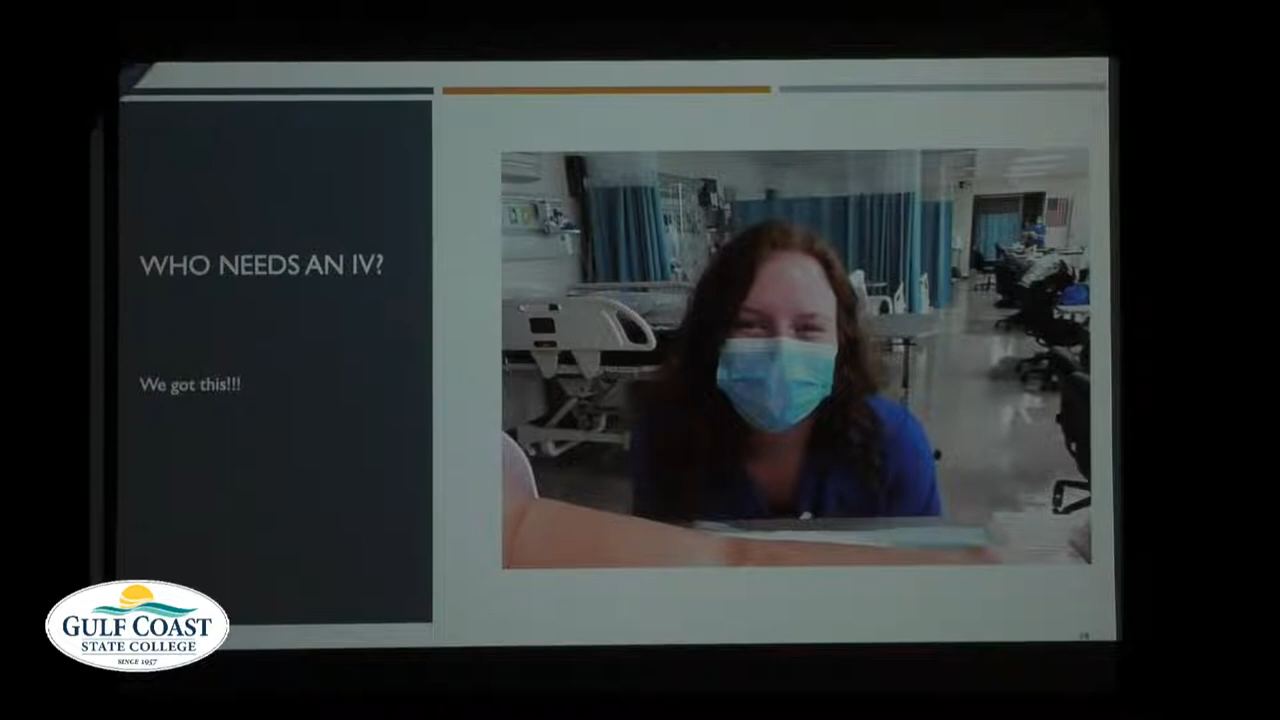 WHO NEEDS AN IV?
We got this!!!
GULF COAST
STATE COLLEGE
SINCE 1957